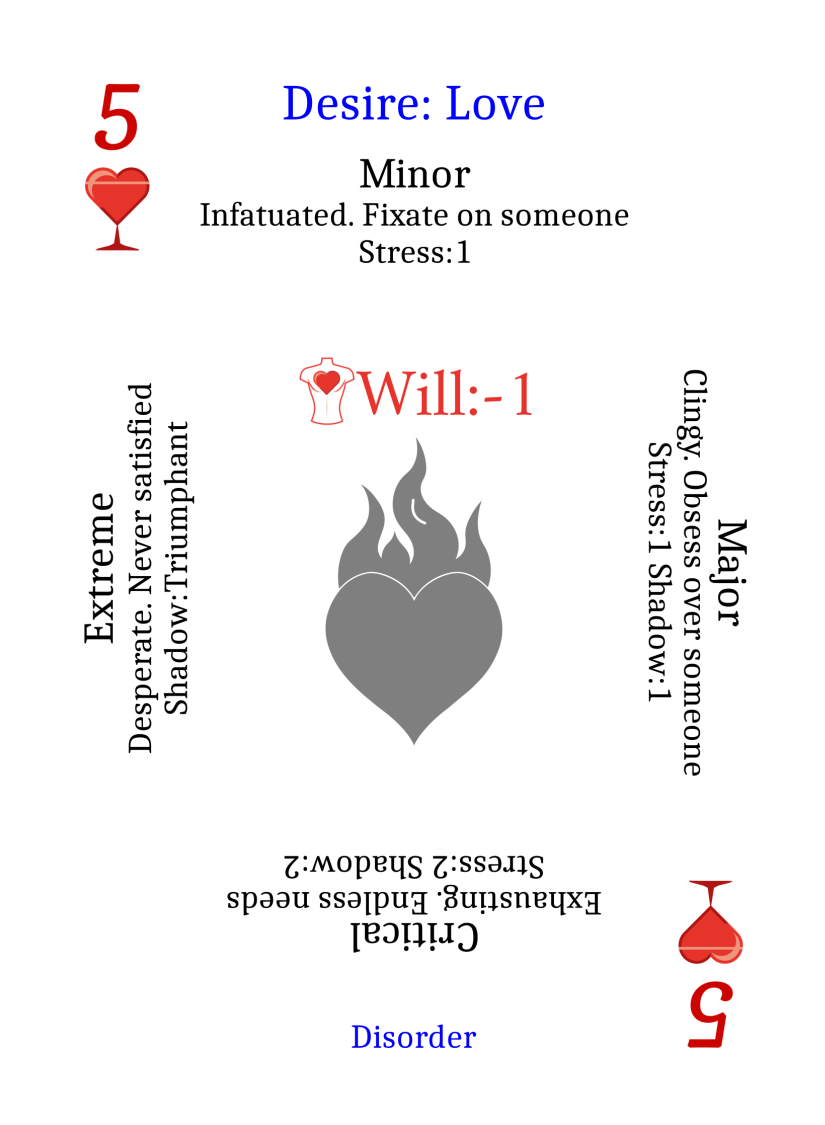 5
Desire: Love
Minor
Infatuated. Fixate on someone
Stress:1
Will:-1
Major
Clingy. Obsess over someone
Stress:1 Shadow:1
Extreme
Desperate. Never satisfied
Shadow:Triumphant
Critical
Exhausting. Endless needs
Stress:2 Shadow:2
5
Disorder